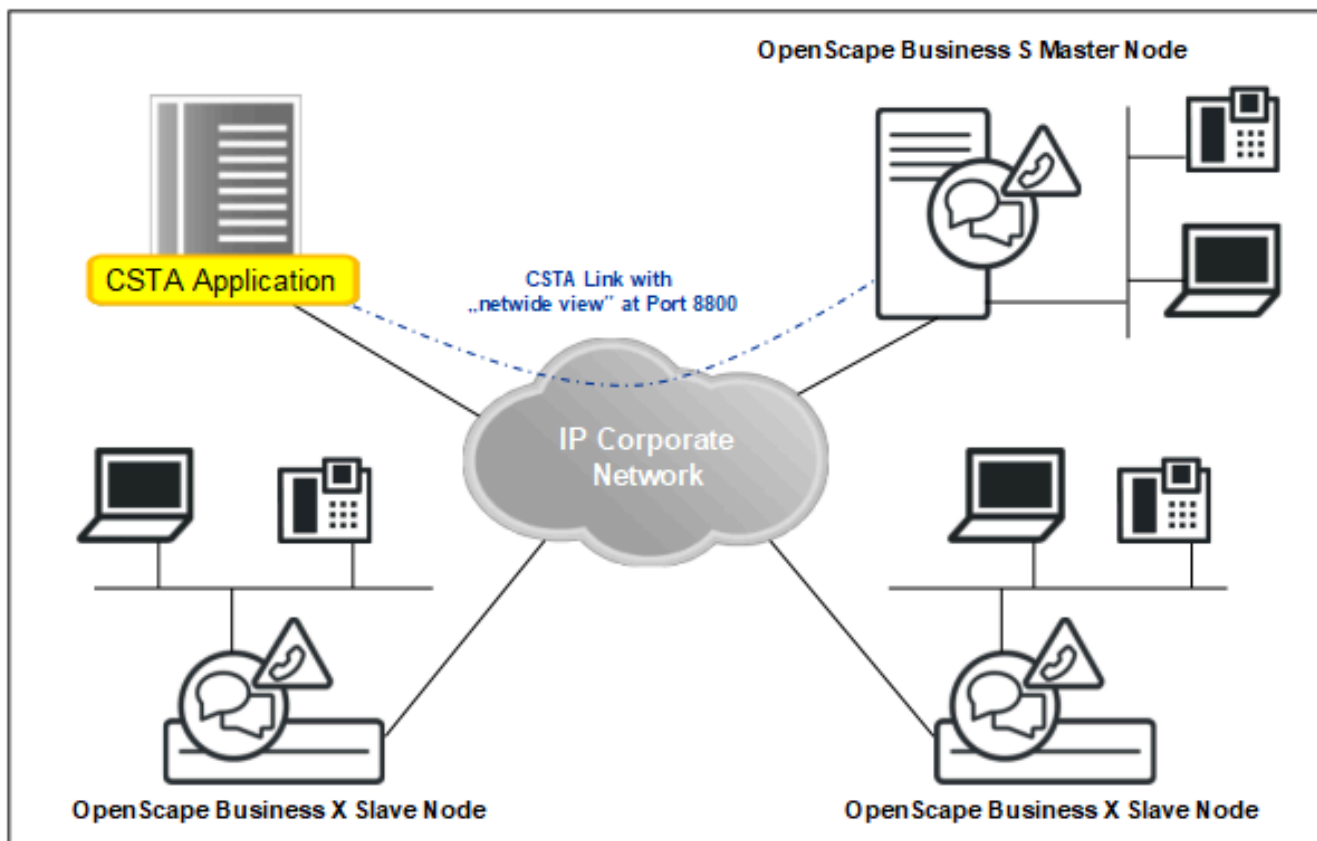 OpenScape Business S Master Node
CSTA Application
CSTA Link with
„netwide view” at Port 8800
IP Corporate
Network
OpenScape Business X Slave Node
OpenScape Business X Slave Node